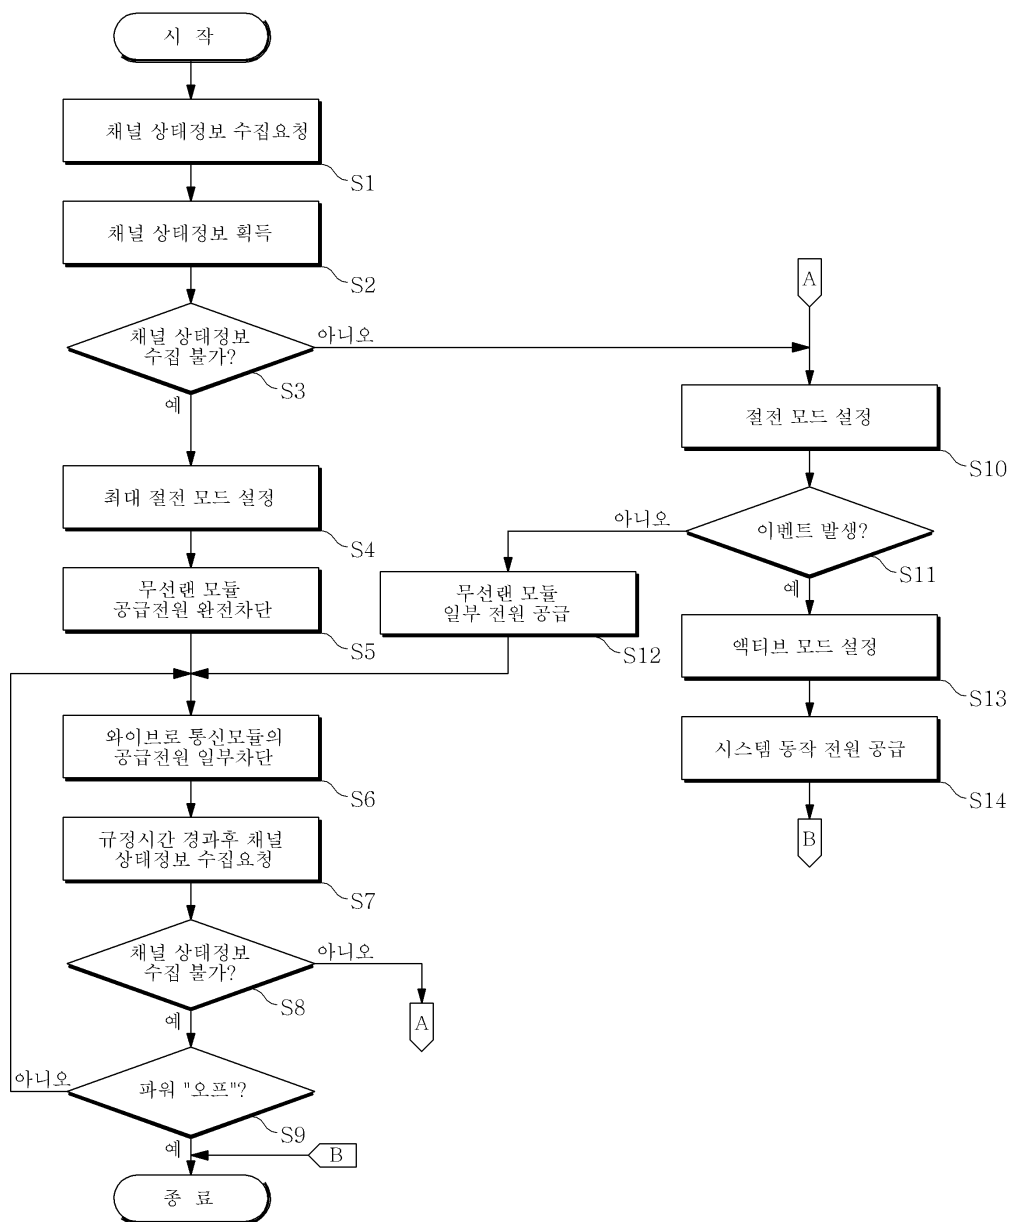 시 작
채널 상태정보 수집요청
S1
채널 상태정보 획득
S2
채널 상태정보
수집 불가?
S3
아니오
예
최대 절전 모드 설정
S4
무선랜 모듈
공급전원 완전차단
S5
와이브로 통신모듈의
공급전원 일부차단
S6
규정시간 경과후 채널
상태정보 수집요청
S7
채널 상태정보
수집 불가?
S8
아니오
A
예
파워 "오프"?
S9
아니오
예
B
종 료
A
절전 모드 설정
S10
이벤트 발생?
S11
아니오
무선랜 모듈
일부 전원 공급
S12
예
액티브 모드 설정
S13
시스템 동작 전원 공급
S14
B